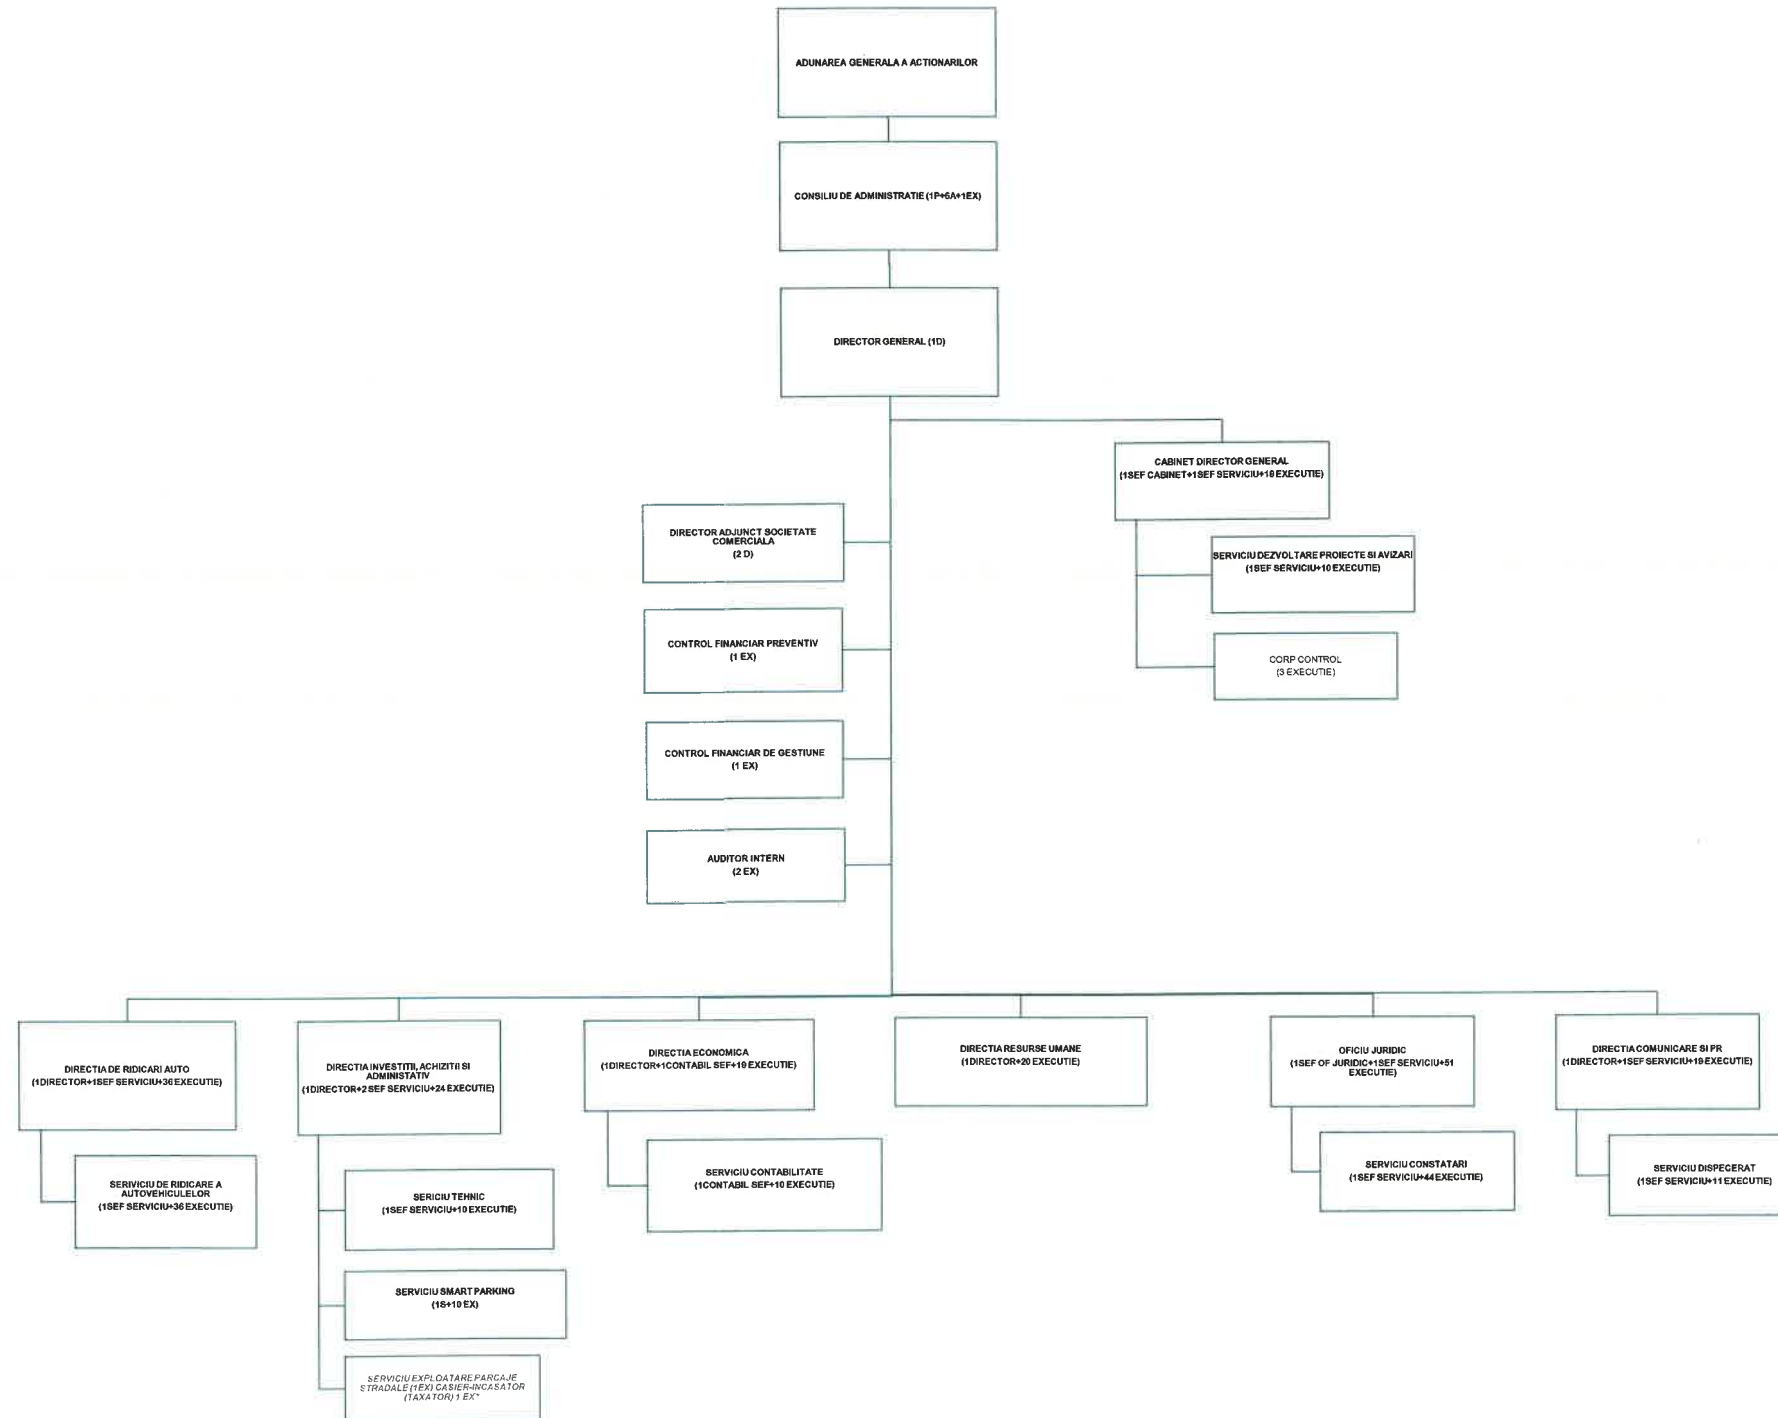 ADUNAREA GENERALA A ACTIONARILOR
CONSILIU DE ADMINISTRATIE (1P+6A+1EX)
DIRECTOR GENERAL (1D)
CABINET DIRECTOR GENERAL
(1SEF CABINET+1SEF SERVICIU+18 EXECUTIE)
DIRECTOR ADJUNCT SOCIETATE
COMERCIALA
(2 D)
SERVICIU DEZVOLTARE PROIECTE SI AVIZARI
(1SEF SERVICIU+10 EXECUTIE)
CONTROL FINANCIAR PREVENTIV
(1 EX)
CORP CONTROL
(3 EXECUTIE)
CONTROL FINANCIAR DE GESTIUNE
(1 EX)
AUDITOR INTERN
(2 EX)
DIRECTIA DE RIDICARI AUTO
(1DIRECTOR+1SEF SERVICIU+36 EXECUTIE)
DIRECTIA INVESTITII, ACHIZITII SI
ADMINISTATIV
(1DIRECTOR+2 SEF SERVICIU+24 EXECUTIE)
DIRECTIA ECONOMICA
(1DIRECTOR+1CONTABIL SEF+19 EXECUTIE)
DIRECTIA RESURSE UMANE
(1DIRECTOR+20 EXECUTIE)
OFICIU JURIDIC
(1SEF OF JURIDIC+1SEF SERVICIU+51
EXECUTIE)
DIRECTIA COMUNICARE SI PR
(1DIRECTOR+1SEF SERVICIU+19 EXECUTIE)
SERIVICIU DE RIDICARE A
AUTOVEHICULELOR
(1SEF SERVICIU+36 EXECUTIE)
SERICIU TEHNIC
(1SEF SERVICIU+10 EXECUTIE)
SERVICIU CONTABILITATE
(1CONTABIL SEF+10 EXECUTIE)
SERVICIU CONSTATARI
(1SEF SERVICIU+44 EXECUTIE)
SERVICIU DISPECERAT
(1SEF SERVICIU+11 EXECUTIE)
SERVICIU SMART PARKING
(1S+10 EX)
SERVICIU EXPLOATARE PARCAJE
STRADALE (1EX) CASIER-INCASATOR
(TAXATOR) 1 EX*